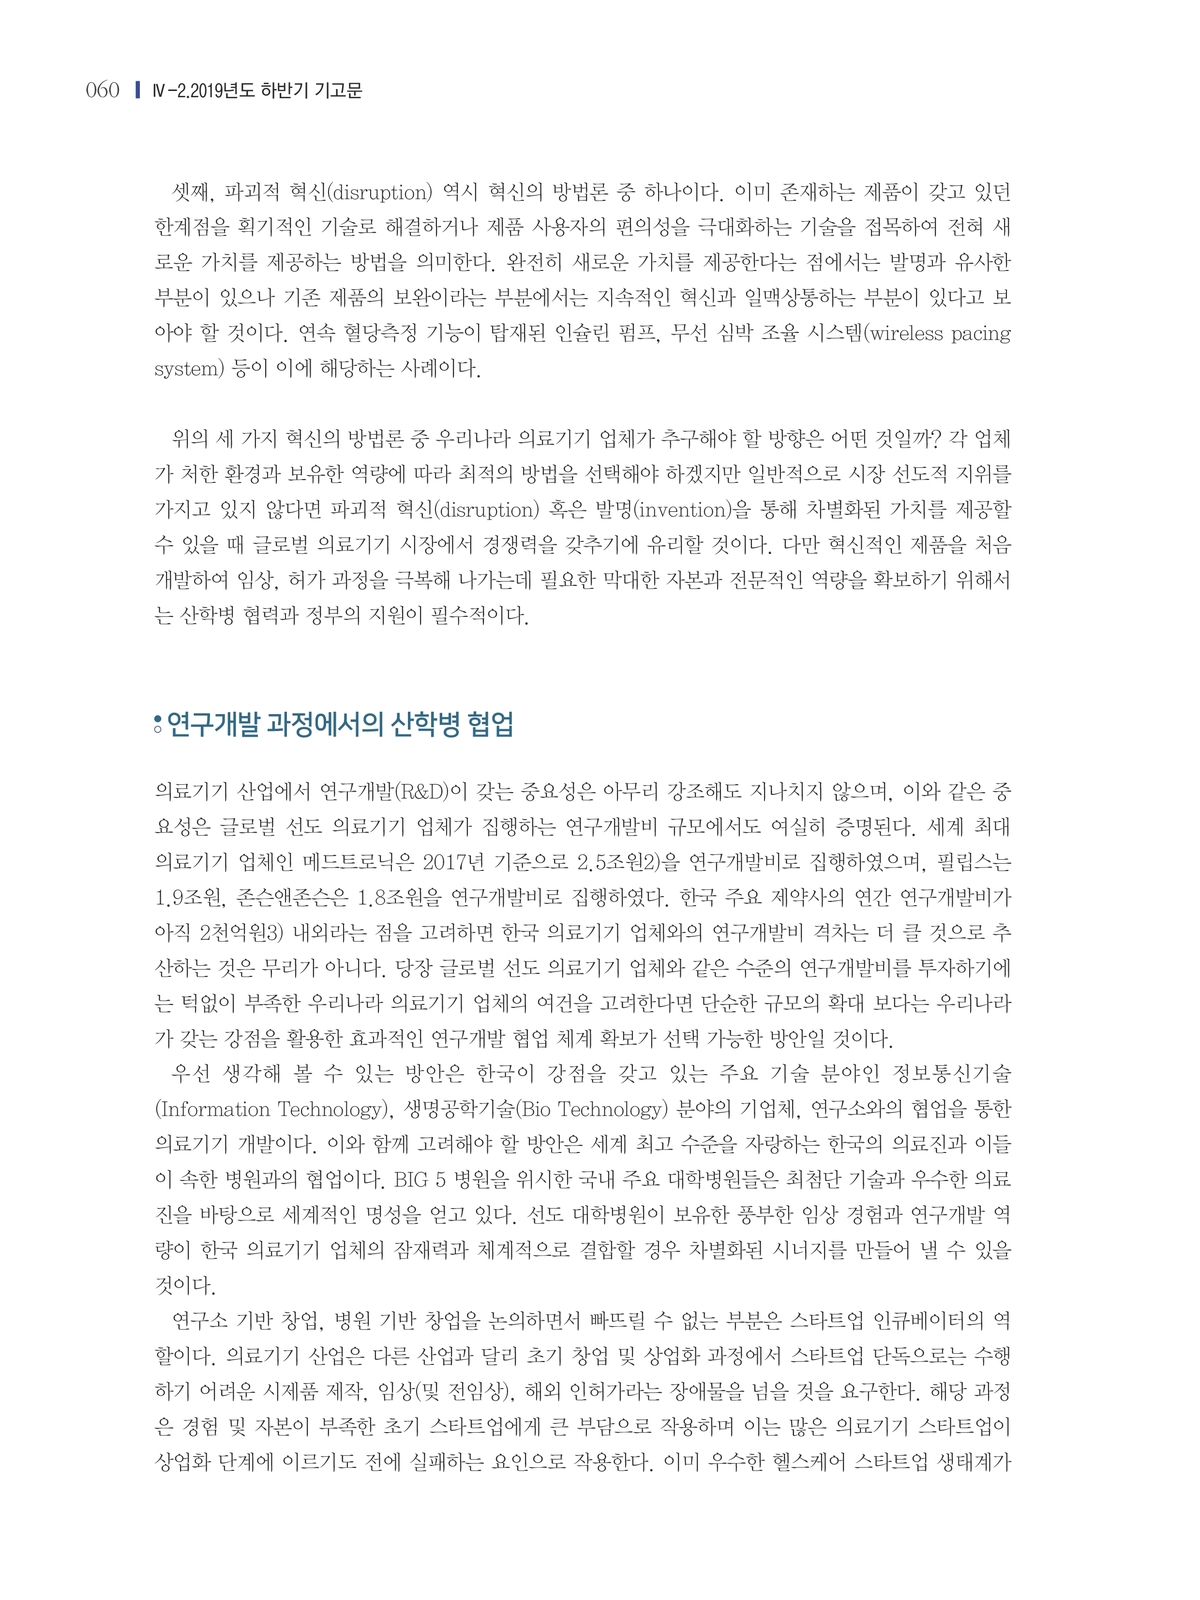 060 Ⅳ-2.2019년도 하반기 기고문
셋째, 파괴적 혁신(disruption) 역시 혁신의 방법론 중 하나이다. 이미 존재하는 제품이 갖고 있던
한계점을 획기적인 기술로 해결하거나 제품 사용자의 편의성을 극대화하는 기술을 접목하여 전혀 새
로운 가치를 제공하는 방법을 의미한다. 완전히 새로운 가치를 제공한다는 점에서는 발명과 유사한
부분이 있으나 기존 제품의 보완이라는 부분에서는 지속적인 혁신과 일맥상통하는 부분이 있다고 보
아야 할 것이다. 연속 혈당측정 기능이 탑재된 인슐린 펌프, 무선 심박 조율 시스템(wireless pacing
system) 등이 이에 해당하는 사례이다.
위의 세 가지 혁신의 방법론 중 우리나라 의료기기 업체가 추구해야 할 방향은 어떤 것일까? 각 업체
가 처한 환경과 보유한 역량에 따라 최적의 방법을 선택해야 하겠지만 일반적으로 시장 선도적 지위를
가지고 있지 않다면 파괴적 혁신(disruption) 혹은 발명(invention)을 통해 차별화된 가치를 제공할
수 있을 때 글로벌 의료기기 시장에서 경쟁력을 갖추기에 유리할 것이다. 다만 혁신적인 제품을 처음
개발하여 임상, 허가 과정을 극복해 나가는데 필요한 막대한 자본과 전문적인 역량을 확보하기 위해서
는 산학병 협력과 정부의 지원이 필수적이다.
연구개발 과정에서의 산학병 협업
의료기기 산업에서 연구개발(R&D)이 갖는 중요성은 아무리 강조해도 지나치지 않으며, 이와 같은 중
요성은 글로벌 선도 의료기기 업체가 집행하는 연구개발비 규모에서도 여실히 증명된다. 세계 최대
의료기기 업체인 메드트로닉은 2017년 기준으로 2.5조원2)을 연구개발비로 집행하였으며, 필립스는
1.9조원, 존슨앤존슨은 1.8조원을 연구개발비로 집행하였다. 한국 주요 제약사의 연간 연구개발비가
아직 2천억원3) 내외라는 점을 고려하면 한국 의료기기 업체와의 연구개발비 격차는 더 클 것으로 추
산하는 것은 무리가 아니다. 당장 글로벌 선도 의료기기 업체와 같은 수준의 연구개발비를 투자하기에
는 턱없이 부족한 우리나라 의료기기 업체의 여건을 고려한다면 단순한 규모의 확대 보다는 우리나라
가 갖는 강점을 활용한 효과적인 연구개발 협업 체계 확보가 선택 가능한 방안일 것이다.
우선 생각해 볼 수 있는 방안은 한국이 강점을 갖고 있는 주요 기술 분야인 정보통신기술
(Information Technology), 생명공학기술(Bio Technology) 분야의 기업체, 연구소와의 협업을 통한
의료기기 개발이다. 이와 함께 고려해야 할 방안은 세계 최고 수준을 자랑하는 한국의 의료진과 이들
이 속한 병원과의 협업이다. BIG 5 병원을 위시한 국내 주요 대학병원들은 최첨단 기술과 우수한 의료
진을 바탕으로 세계적인 명성을 얻고 있다. 선도 대학병원이 보유한 풍부한 임상 경험과 연구개발 역
량이 한국 의료기기 업체의 잠재력과 체계적으로 결합할 경우 차별화된 시너지를 만들어 낼 수 있을
것이다.
연구소 기반 창업, 병원 기반 창업을 논의하면서 빠뜨릴 수 없는 부분은 스타트업 인큐베이터의 역
할이다. 의료기기 산업은 다른 산업과 달리 초기 창업 및 상업화 과정에서 스타트업 단독으로는 수행
하기 어려운 시제품 제작, 임상(및 전임상), 해외 인허가라는 장애물을 넘을 것을 요구한다. 해당 과정
은 경험 및 자본이 부족한 초기 스타트업에게 큰 부담으로 작용하며 이는 많은 의료기기 스타트업이
상업화 단계에 이르기도 전에 실패하는 요인으로 작용한다. 이미 우수한 헬스케어 스타트업 생태계가